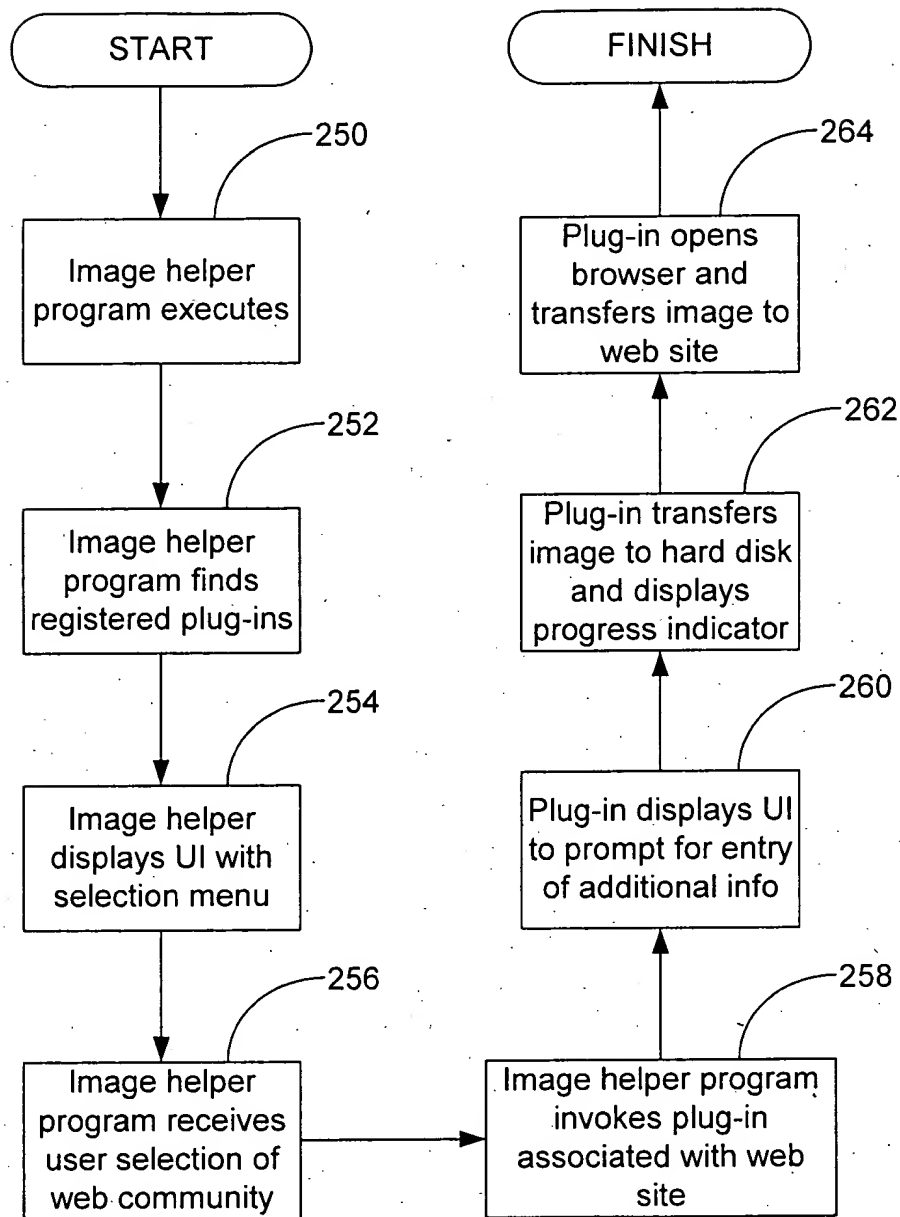 START
250
Image helper
program executes
252
Image helper
program finds
registered plug-ins
254
Image helper
displays UI with
selection menu
256
Image helper
program receives
user selection of
web community
258
Image helper program
invokes plug-in
associated with web
site
260
Plug-in displays UI
to prompt for entry
of additional info
262
Plug-in transfers
image to hard disk
and displays
progress indicator
264
Plug-in opens
browser and
transfers image to
web site
FINISH